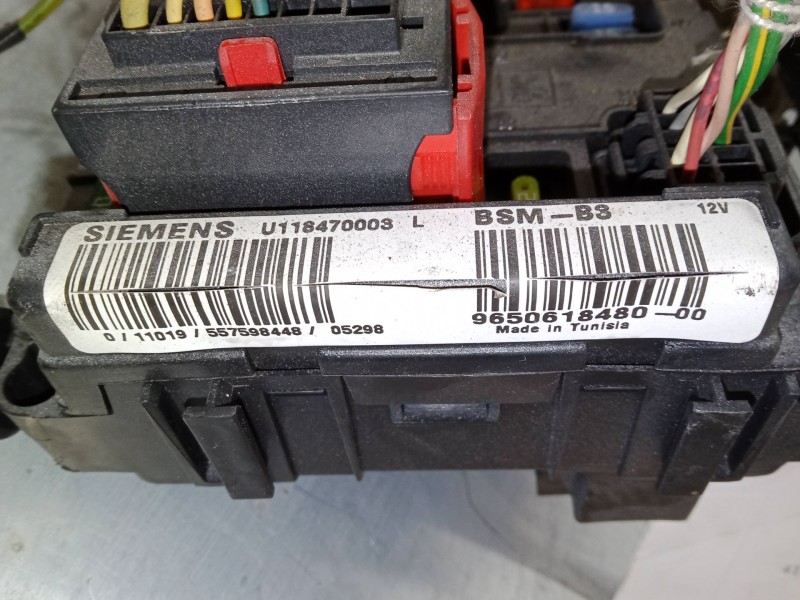 SIEMENS U118470003 L BSM-B3 12V
9650618480-00
0/11019/557598448/ 05298 Made in Tunisia